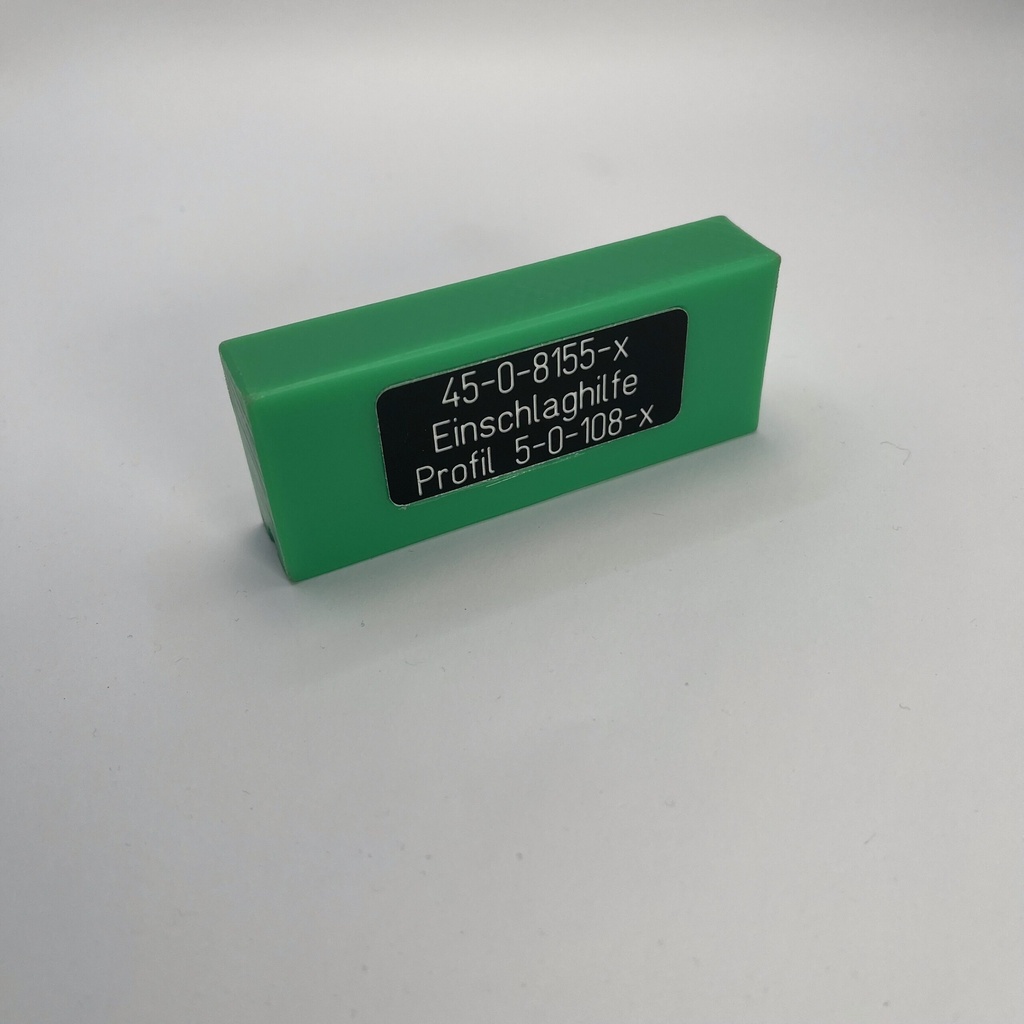 45-0-8155-x
Einschlaghilfe
Profil 5-0-108-x